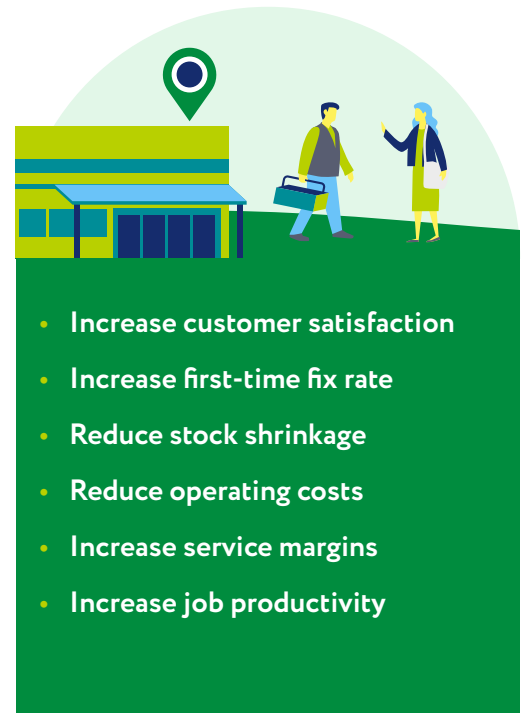 • Increase customer satisfaction
• Increase first-time fix rate
• Reduce stock shrinkage
• Reduce operating costs
• Increase service margins
• Increase job productivity